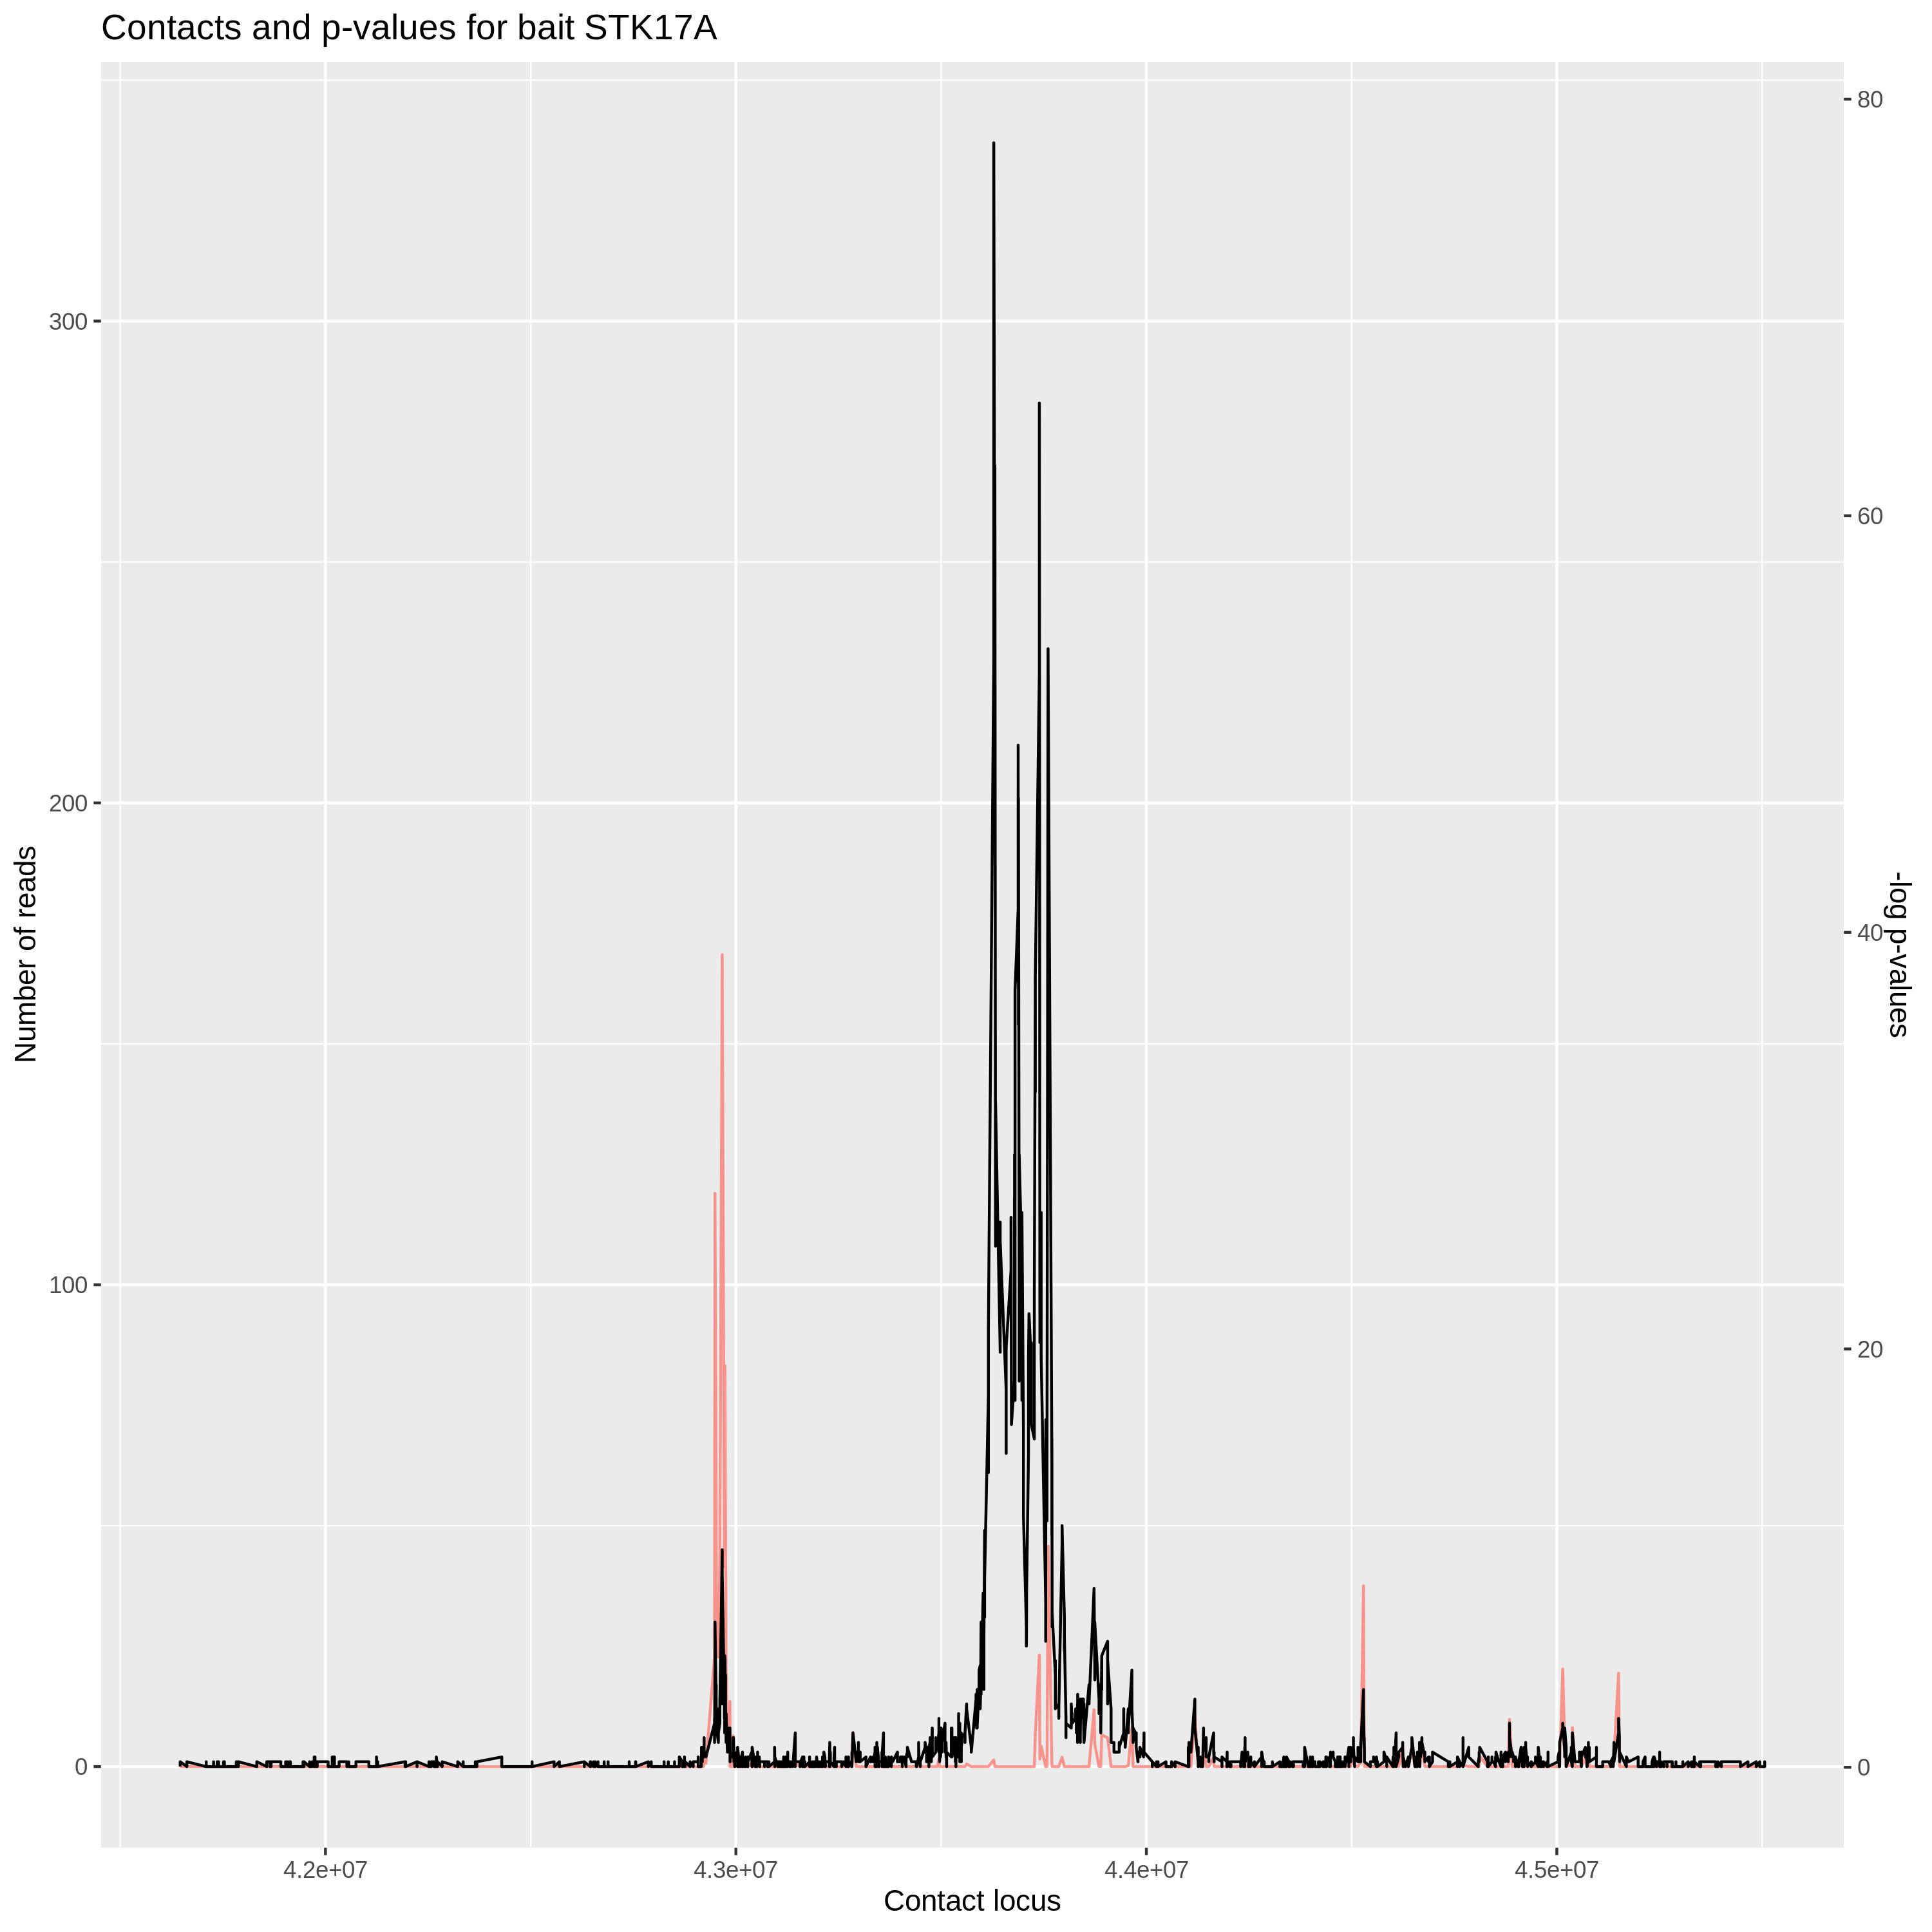 Contacts and p-values for bait STK17A
Number of reads
300
200
100
0
80
60
40
20
0
-log p-values
4.2e+07
4.3e+07
4.4e+07
4.5e+07
Contact locus